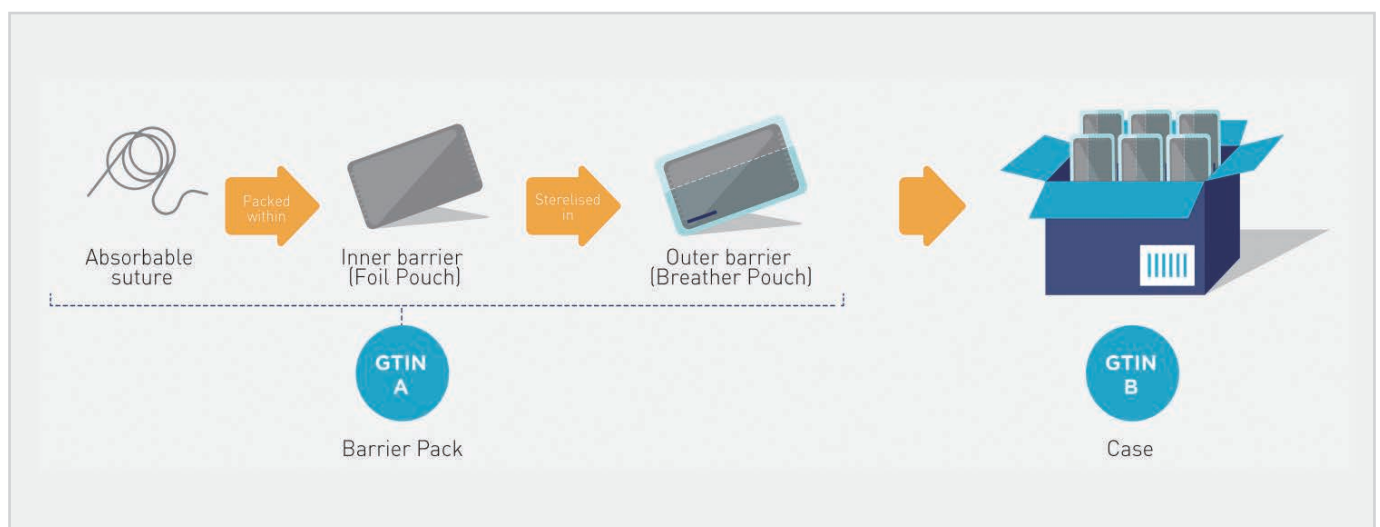 Packed
within
Sterelised
in
Absorbable
suture
Inner barrier
(Foil Pouch)
Outer barrier
(Breather Pouch)
GTIN
A
GTIN
B
Barrier Pack
Case